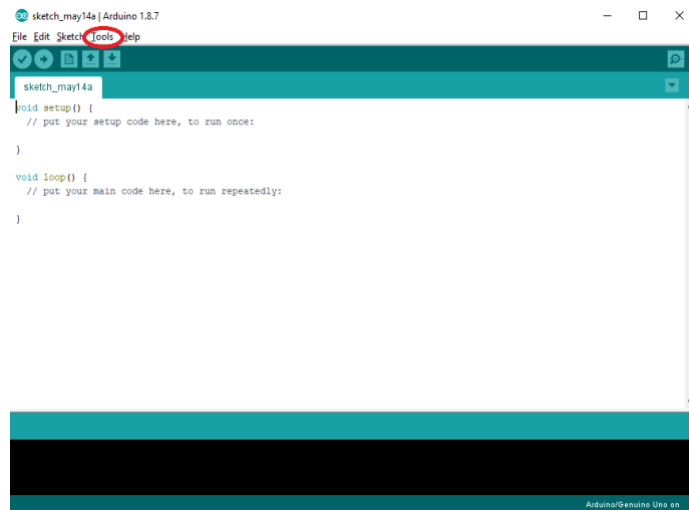 sketch_may14a | Arduino 1.8.7
File Edit Sketch Tools Help
sketch_may14a
void setup() {
// put your setup code here, to run once:
}
void loop() {
// put your main code here, to run repeatedly:
}
Arduino/Genuino Uno on